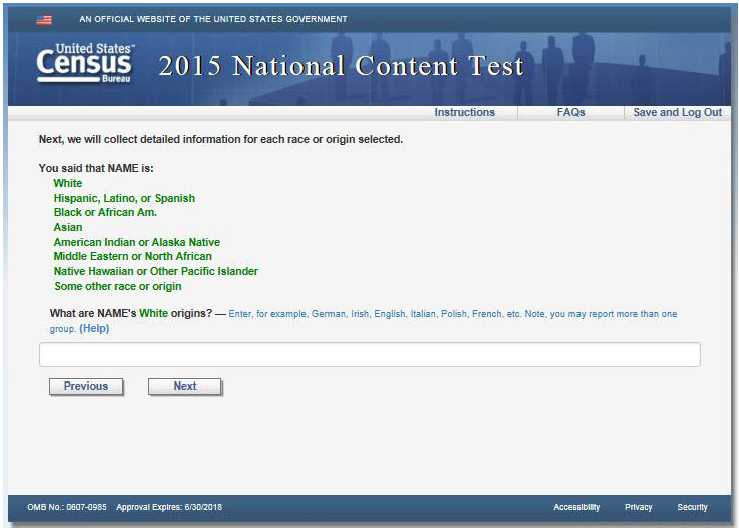 AN OFFICIAL WEBSITE OF THE UNITED STATES GOVERNMENT
United States™
Census
Bureau
2015 National Content Test
Instructions FAQs Save and Log Out
Next, we will collect detailed information for each race or origin selected.
You said that NAME is:
White
Hispanic, Latino, or Spanish
Black or African Am.
Asian
American Indian or Alaska Native
Middle Eastern or North African
Native Hawaiian or Other Pacific Islander
Some other race or origin
What are NAME's White origins? — Enter, for example, German, Irish, English, Italian, Polish, French, etc. Note, you may report more than one
group. (Help)
Previous Next
OMB No.: 0607-0985 Approval Expires: 6/30/2018 Accessibility Privacy Security